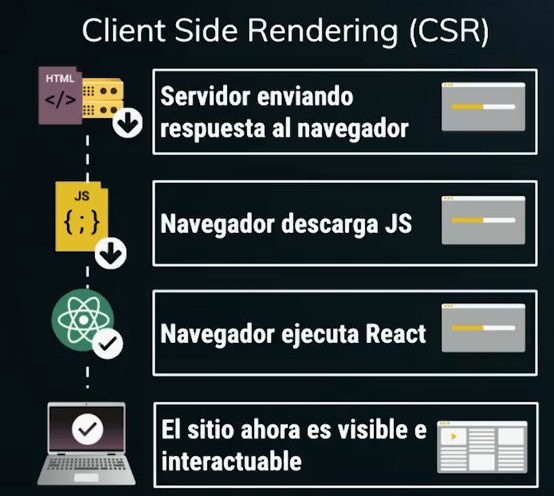 Client Side Rendering (CSR)
HTML
</>
Servidor enviando
respuesta al navegador
JS
{;}
Navegador descarga JS
Navegador ejecuta React
El sitio ahora es visible e
interactuable